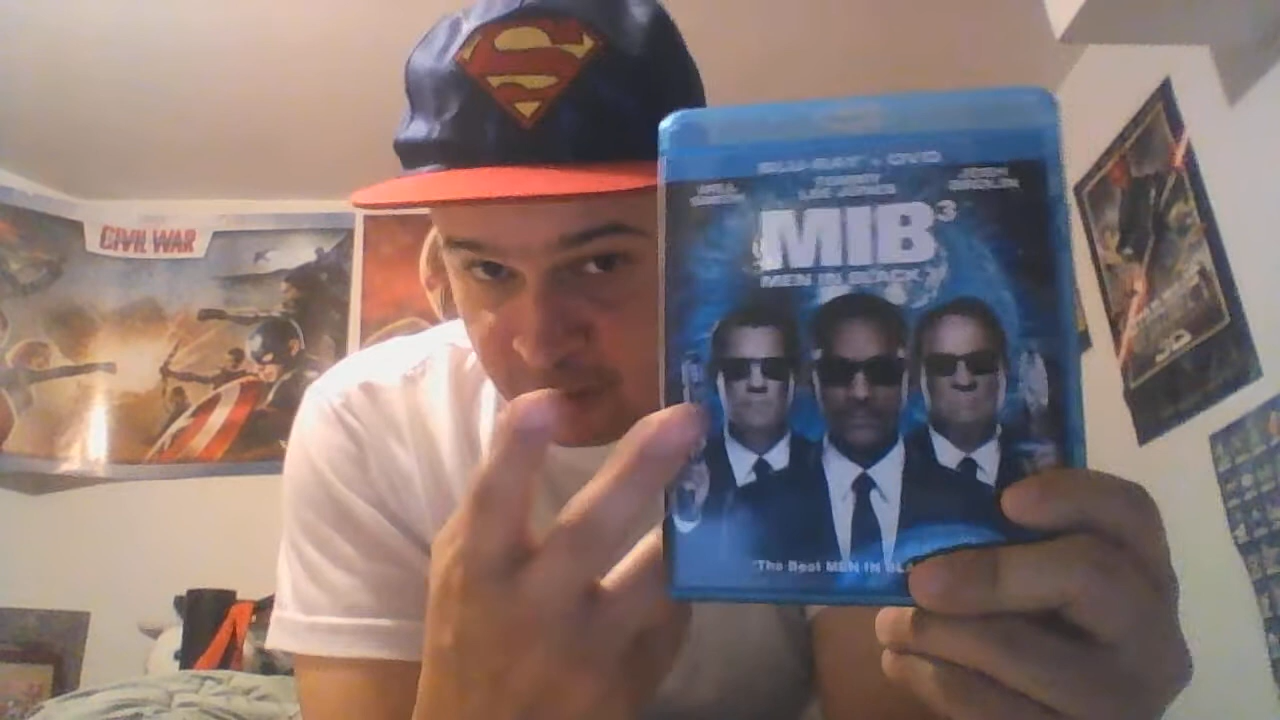 CIVIL WAR
BLU-RAY + DVD
WILL SMITH
TOMMY LEE JONES
JOSH BROLIN
MIB³
MEN IN BLACK 3
"The Best MEN IN BLA
3D